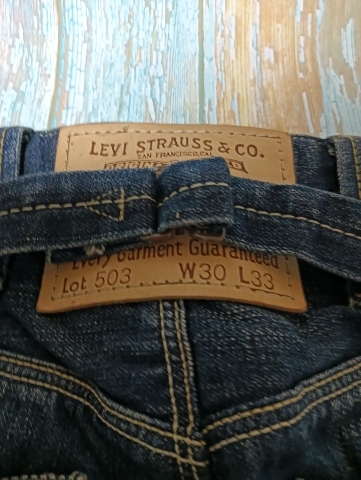 LEVI STRAUSS & CO.
SAN FRANCISCO, CAL.
Every Garment Guaranteed
Lot 503 W30 L33